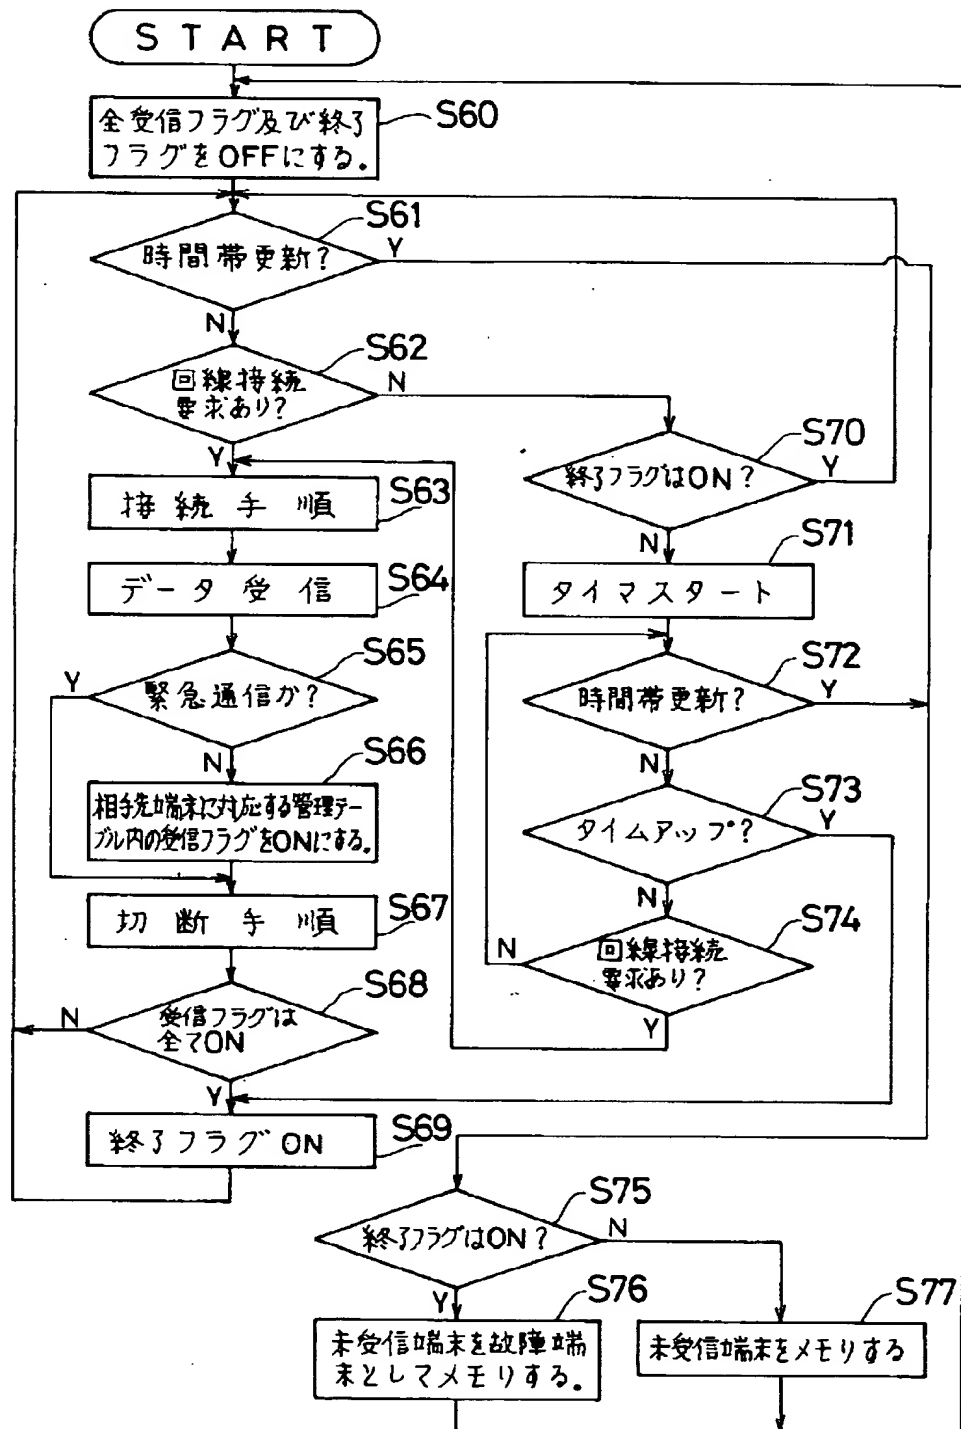 START
全受信フラグ及び終了
フラグをOFFにする。
S60
時間帯更新?
S61
Y
N
回線接続
要求あり?
S62
N
Y
接続手順
S63
データ受信
S64
緊急通信か?
S65
Y
N
相手先端末に対応する管理テー
ブル内の受信フラグをONにする。
S66
切断手順
S67
受信フラグは
全てON
S68
N
Y
終了フラグON
S69
終了フラグはON?
S70
Y
N
タイマスタート
S71
時間帯更新?
S72
Y
N
タイムアップ?
S73
Y
N
回線接続
要求あり?
S74
N
Y
終了フラグはON?
S75
N
Y
未受信端末を故障端
末としてメモリする。
S76
未受信端末をメモリする
S77